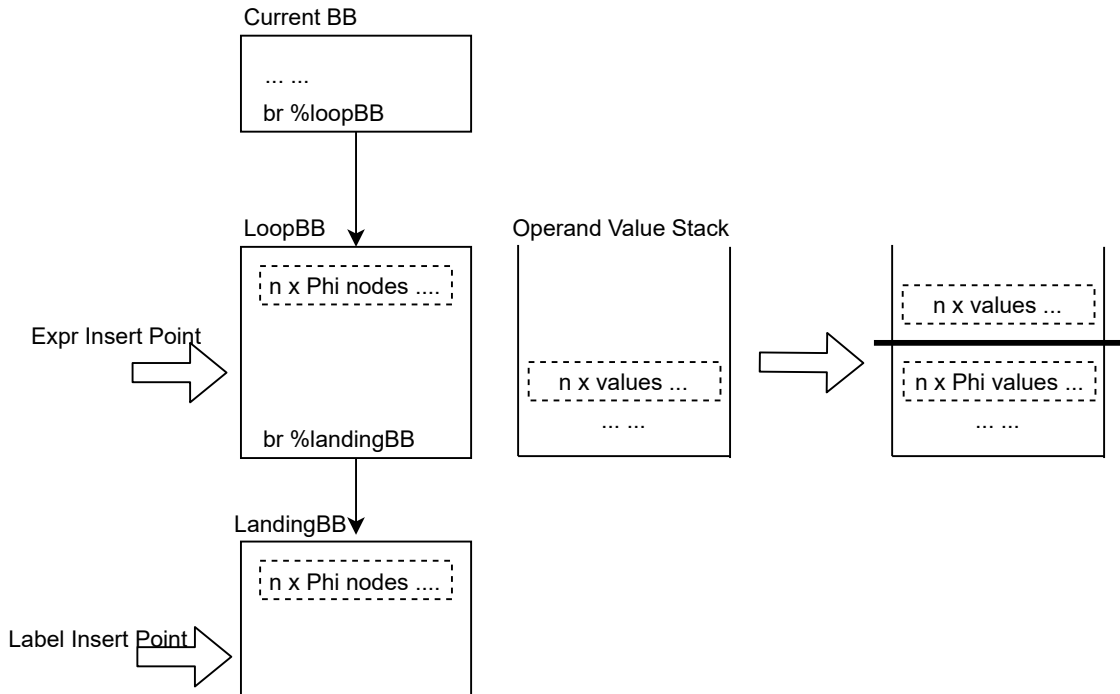 Current BB
... ...
br %loopBB
LoopBB
n x Phi nodes ....
Expr Insert Point
br %landingBB
LandingBB
n x Phi nodes ....
Label Insert Point
Operand Value Stack
n x values ...
... ...
n x values ...
n x Phi values ...
... ...